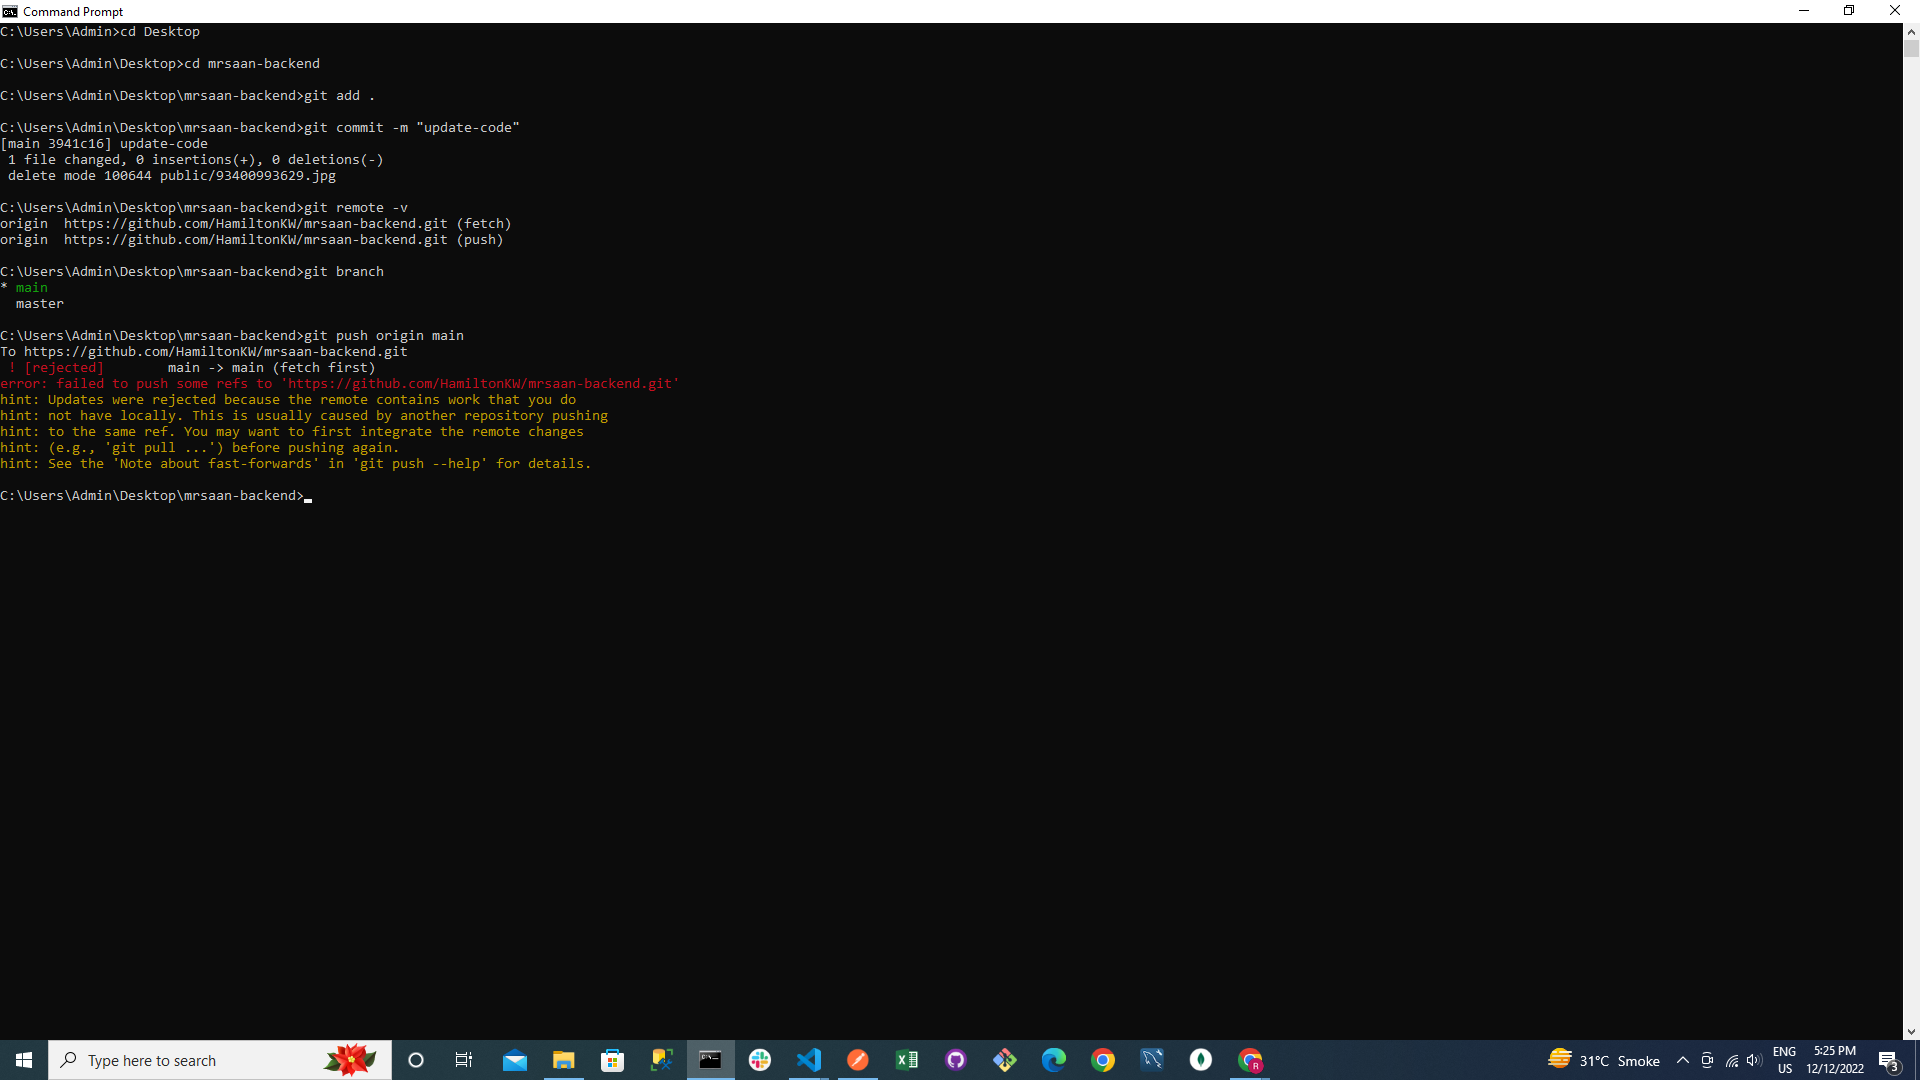 Command Prompt
C:\Users\Admin>cd Desktop
C:\Users\Admin\Desktop>cd mrsaan-backend
C:\Users\Admin\Desktop\mrsaan-backend>git add .
C:\Users\Admin\Desktop\mrsaan-backend>git commit -m "update-code"
[main 3941c16] update-code
 1 file changed, 0 insertions(+), 0 deletions(-)
 delete mode 100644 public/93400993629.jpg
C:\Users\Admin\Desktop\mrsaan-backend>git remote -v
origin  https://github.com/HamiltonKW/mrsaan-backend.git (fetch)
origin  https://github.com/HamiltonKW/mrsaan-backend.git (push)
C:\Users\Admin\Desktop\mrsaan-backend>git branch
* main
  master
C:\Users\Admin\Desktop\mrsaan-backend>git push origin main
To https://github.com/HamiltonKW/mrsaan-backend.git
 ! [rejected]        main -> main (fetch first)
error: failed to push some refs to 'https://github.com/HamiltonKW/mrsaan-backend.git'
hint: Updates were rejected because the remote contains work that you do
hint: not have locally. This is usually caused by another repository pushing
hint: to the same ref. You may want to first integrate the remote changes
hint: (e.g., 'git pull ...') before pushing again.
hint: See the 'Note about fast-forwards' in 'git push --help' for details.
C:\Users\Admin\Desktop\mrsaan-backend>
Type here to search
31°C Smoke
ENG
US
5:25 PM
12/12/2022
3